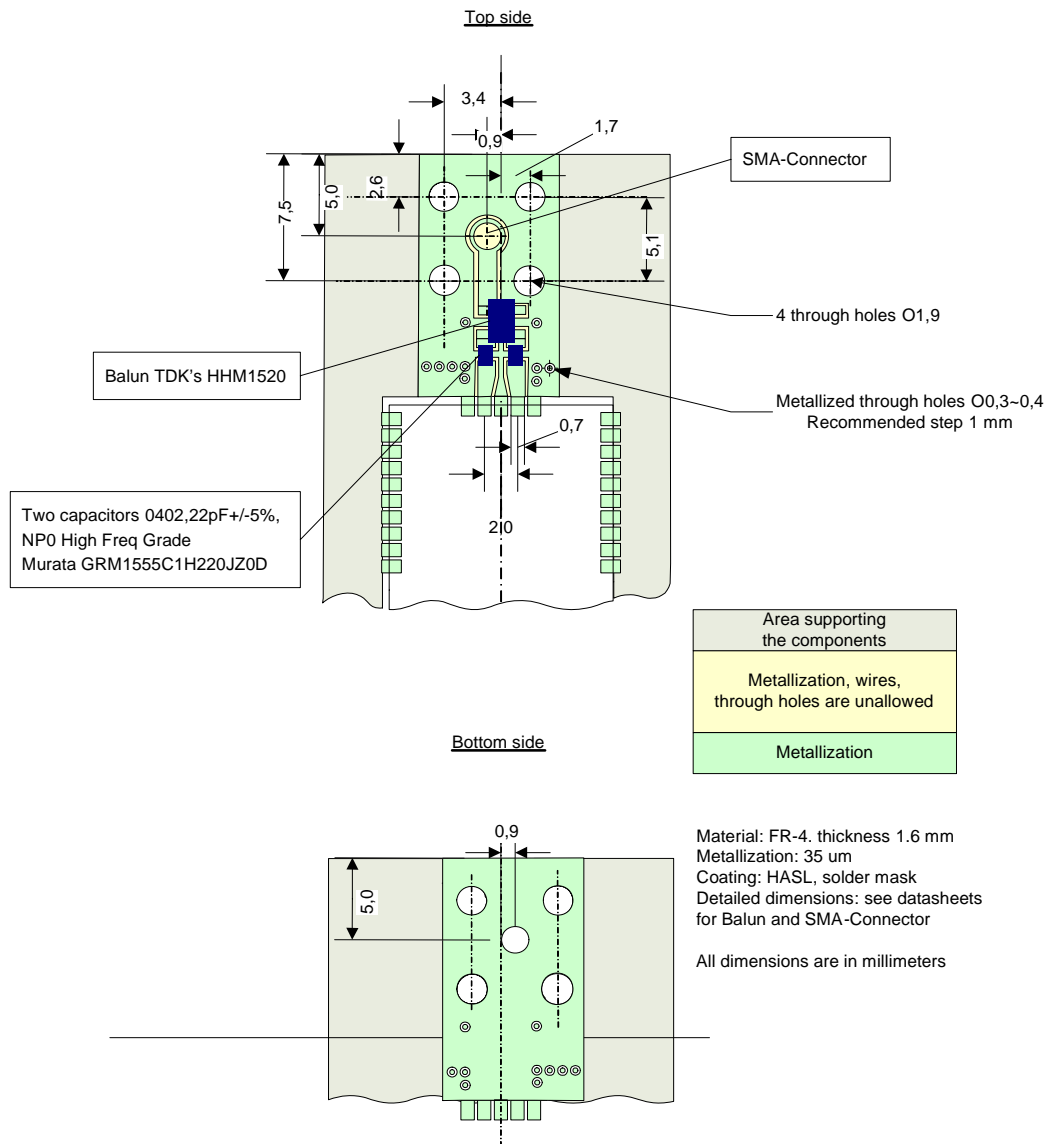 Top side
3,4
0,9
1,7
SMA-Connector
7,5
5,0
2,6
5,1
4 through holes O1,9
Balun TDK's HHM1520
Metallized through holes O0,3~0,4
Recommended step 1 mm
0,7
Two capacitors 0402,22pF+/-5%,
NP0 High Freq Grade
Murata GRM1555C1H220JZ0D
2,0
Area supporting
the components
Metallization, wires,
through holes are unallowed
Metallization
Bottom side
0,9
5,0
Material: FR-4. thickness 1.6 mm
Metallization: 35 um
Coating: HASL, solder mask
Detailed dimensions: see datasheets
for Balun and SMA-Connector
All dimensions are in millimeters